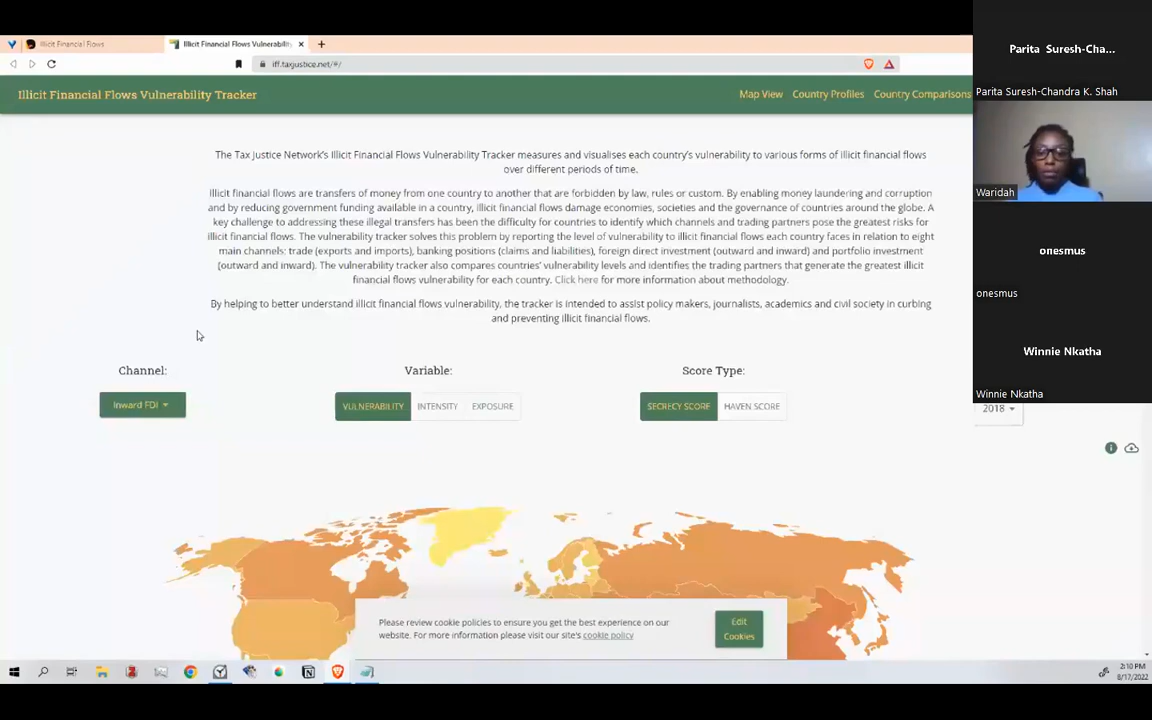 Illicit Financial Flows
Illicit Financial Flows Vulnerability
iff.taxjustice.net/#/
Illicit Financial Flows Vulnerability Tracker
Map View
Country Profiles
Country Comparisons
The Tax Justice Network's Illicit Financial Flows Vulnerability Tracker measures and visualises each country's vulnerability to various forms of illicit financial flows
over different periods of time.
Illicit financial flows are transfers of money from one country to another that are forbidden by law, rules or custom. By enabling money laundering and corruption
and by reducing government funding available in a country, illicit financial flows damage economies, societies and the governance of countries around the globe. A
key challenge to addressing these illegal transfers has been the difficulty for countries to identify which channels and trading partners pose the greatest risks for
illicit financial flows. The vulnerability tracker solves this problem by reporting the level of vulnerability to illicit financial flows each country faces in relation to eight
main channels: trade (exports and imports), banking positions (claims and liabilities), foreign direct investment (outward and inward) and portfolio investment
(outward and inward). The vulnerability tracker also compares countries' vulnerability levels and identifies the trading partners that generate the greatest illicit
financial flows vulnerability for each country. Click here for more information about methodology.
By helping to better understand illicit financial flows vulnerability, the tracker is intended to assist policy makers, journalists, academics and civil society in curbing
and preventing illicit financial flows.
Channel:
Variable:
Score Type:
Inward FDI
VULNERABILITY
INTENSITY
EXPOSURE
SECRECY SCORE
HAVEN SCORE
2018
Please review cookie policies to ensure you get the best experience on our
website. For more information please visit our site's cookie policy
Edit
Cookies
Parita Suresh-Cha...
Parita Suresh-Chandra K. Shah
Waridah
onesmus
onesmus
Winnie Nkatha
Winnie Nkatha
2:10 PM
8/17/2022